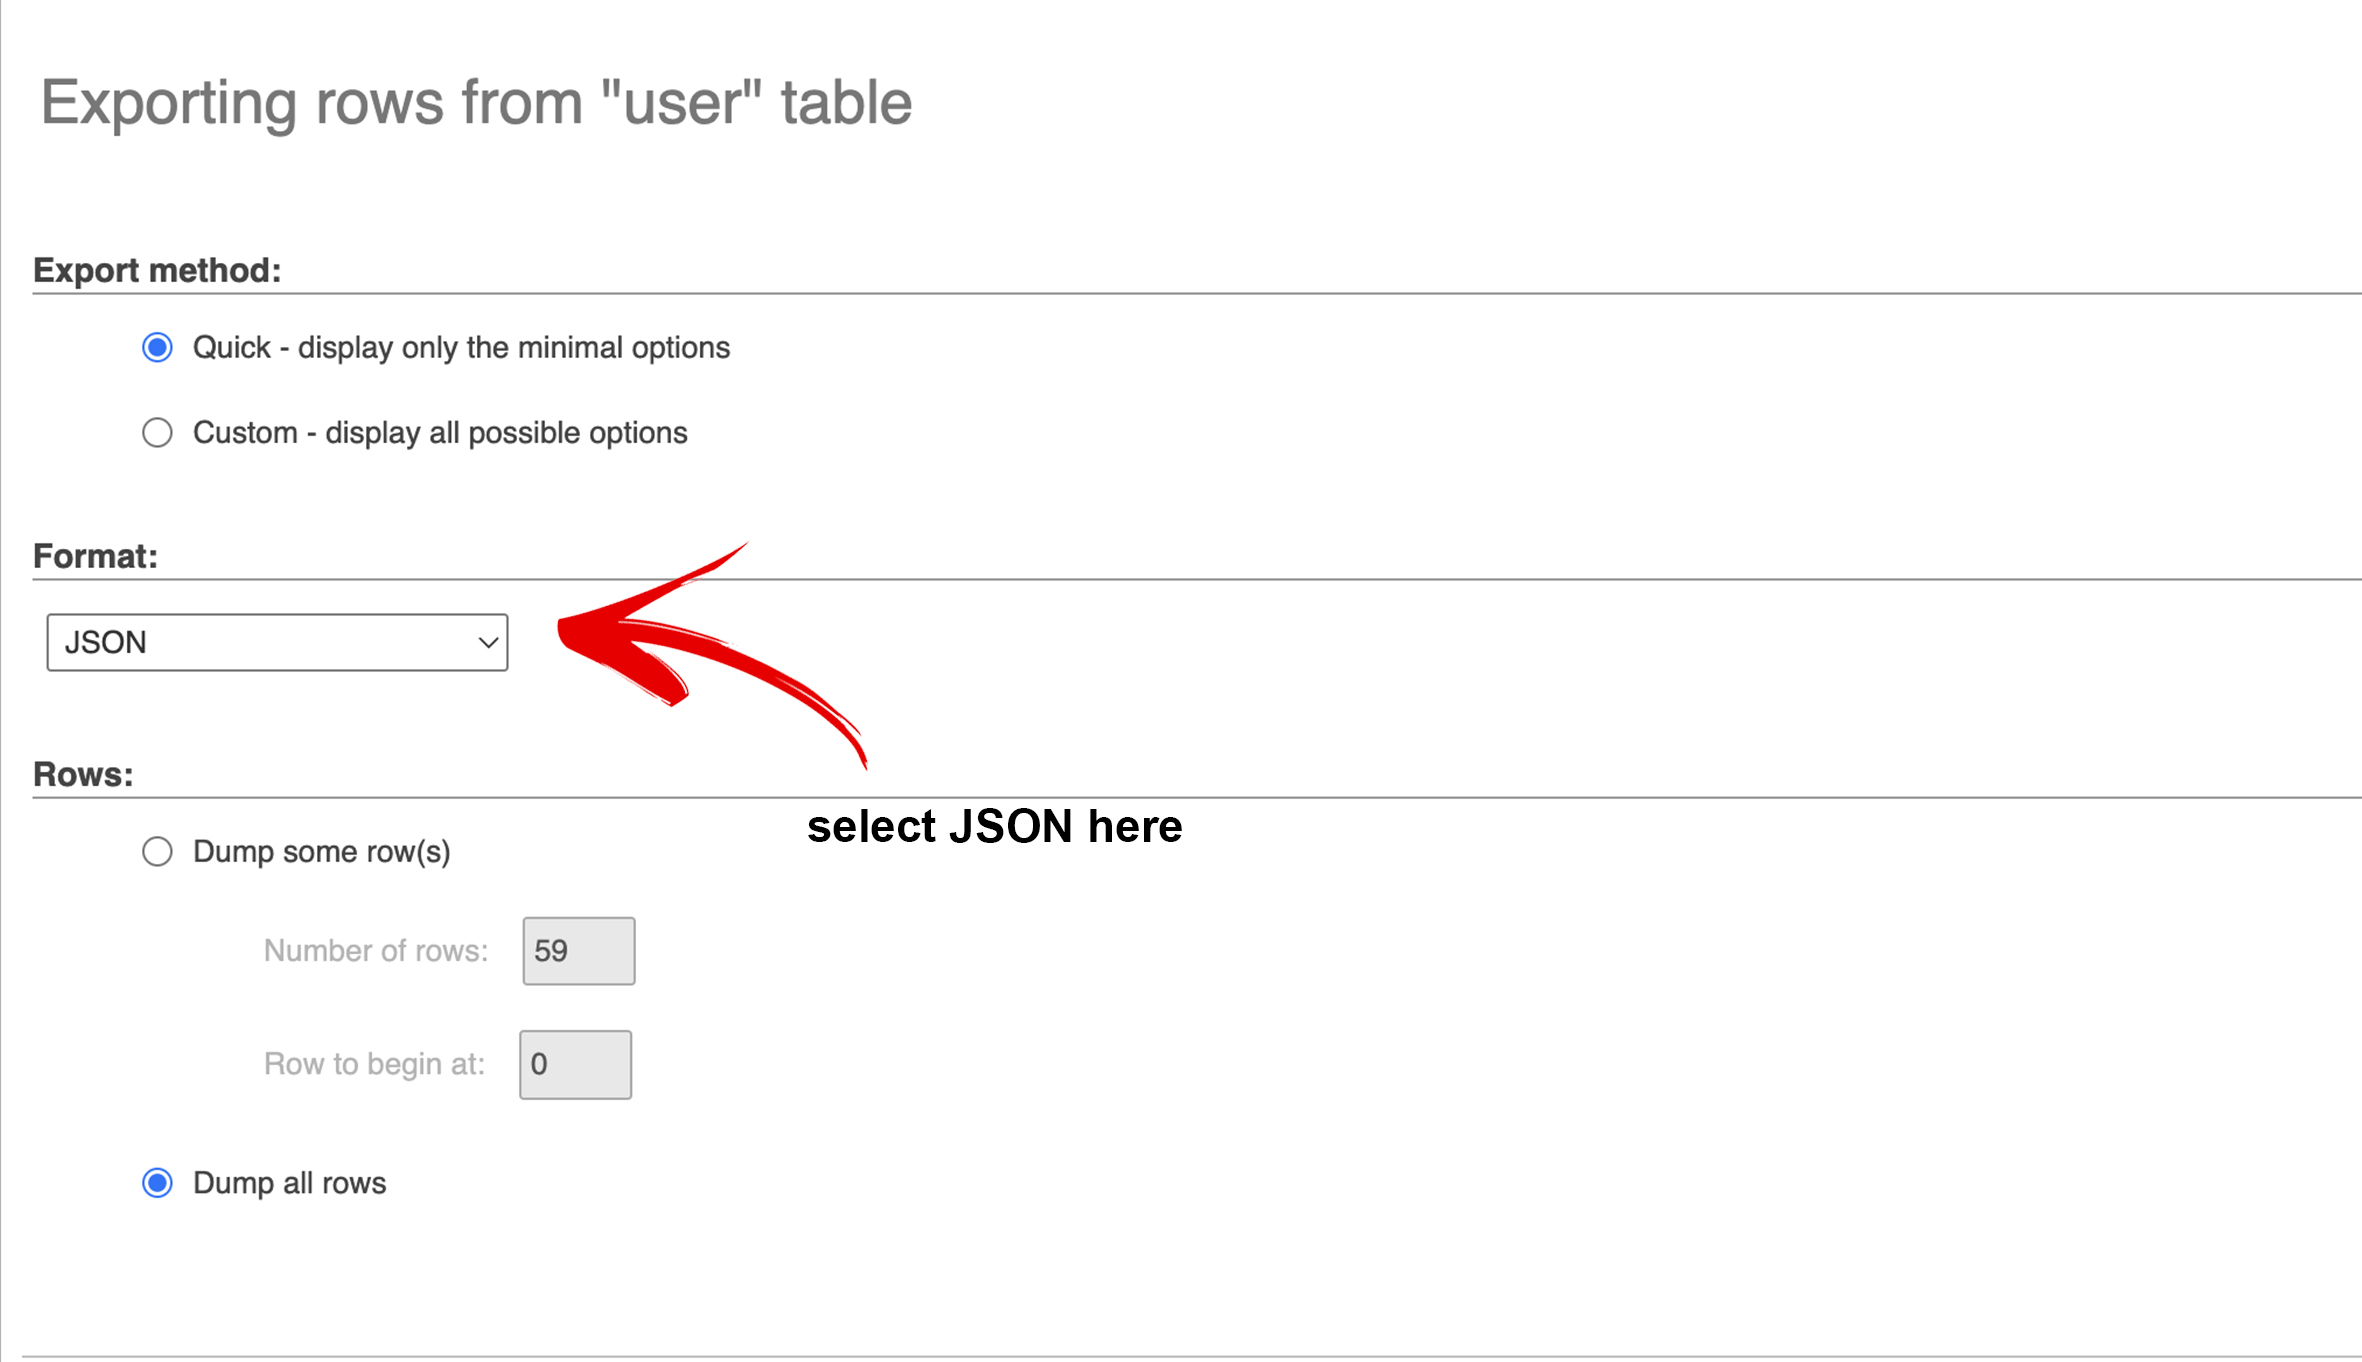 Exporting rows from "user" table
Export method:
Quick - display only the minimal options
Custom - display all possible options
Format:
JSON
Rows:
select JSON here
Dump some row(s)
Number of rows: 59
Row to begin at: 0
Dump all rows